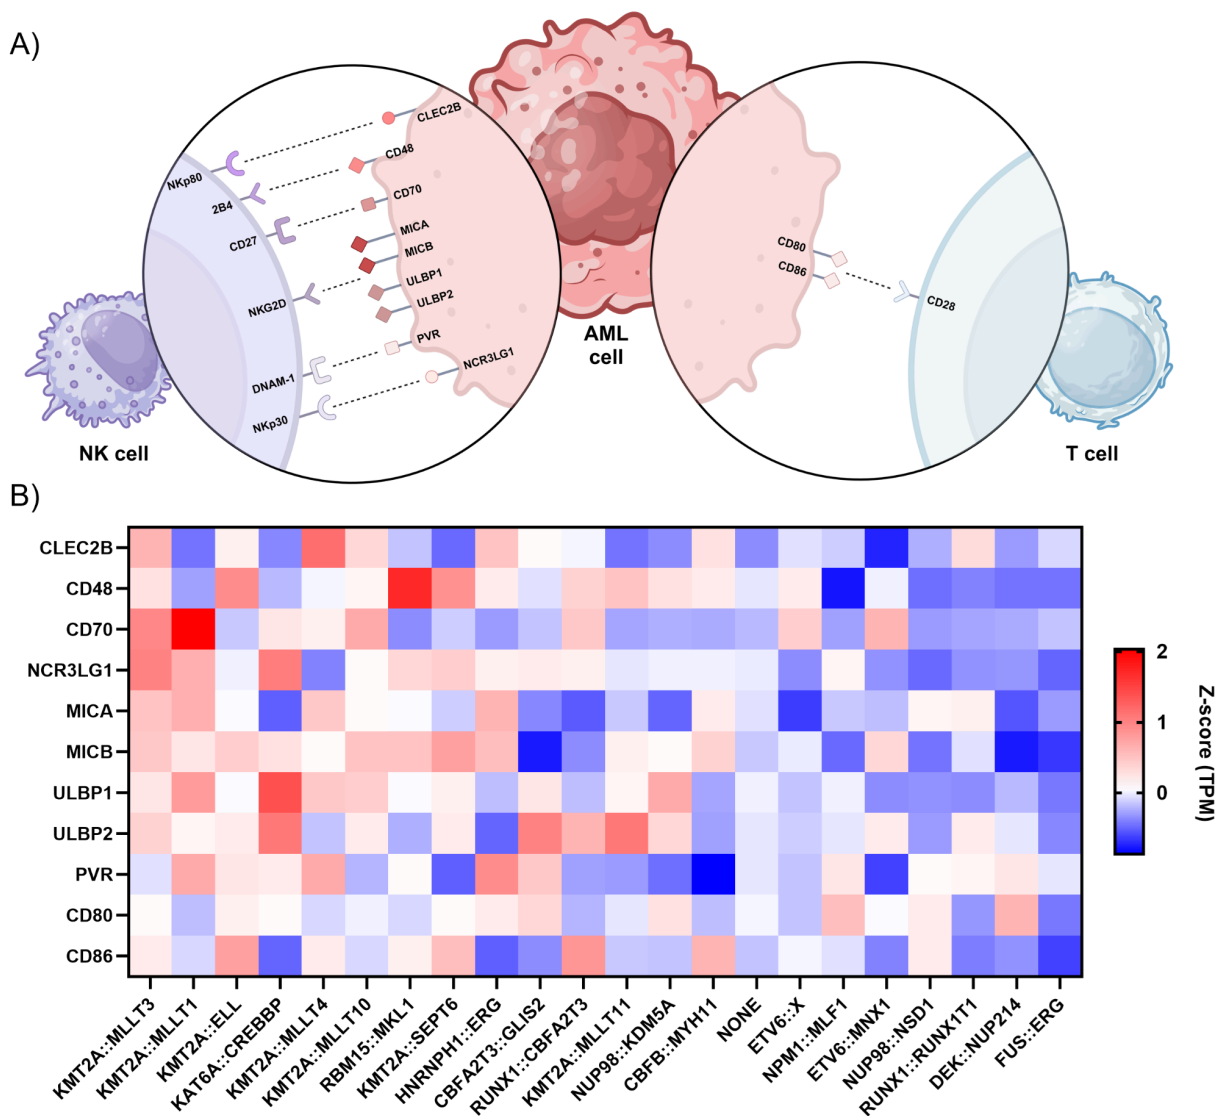 A)
CLEC2B
CD48
CD70
MICA
MICB
ULBP1
ULBP2
PVR
NCR3LG1
NKp80
2B4
CD27
NKG2D
DNAM-1
NKp30
NK cell
AML
cell
CD80
CD86
CD28
T cell
B)
CLEC2B
CD48
CD70
NCR3LG1
MICA
MICB
ULBP1
ULBP2
PVR
CD80
CD86
KMT2A::MLLT3
KMT2A::MLLT1
KMT2A::ELL
KAT6A::CREBBP
KMT2A::MLLT4
KMT2A::MLLT10
RBM15::MKL1
KMT2A::SEPT6
HNRNPH1::ERG
CBFA2T3::GLIS2
RUNX1::CBFA2T3
KMT2A::MLLT11
NUP98::KDM5A
CBFB::MYH11
NONE
ETV6::X
NPM1::MLF1
ETV6::MNX1
NUP98::NSD1
RUNX1::RUNX1T1
DEK::NUP214
FUS::ERG
2
1
0
Z-score (TPM)